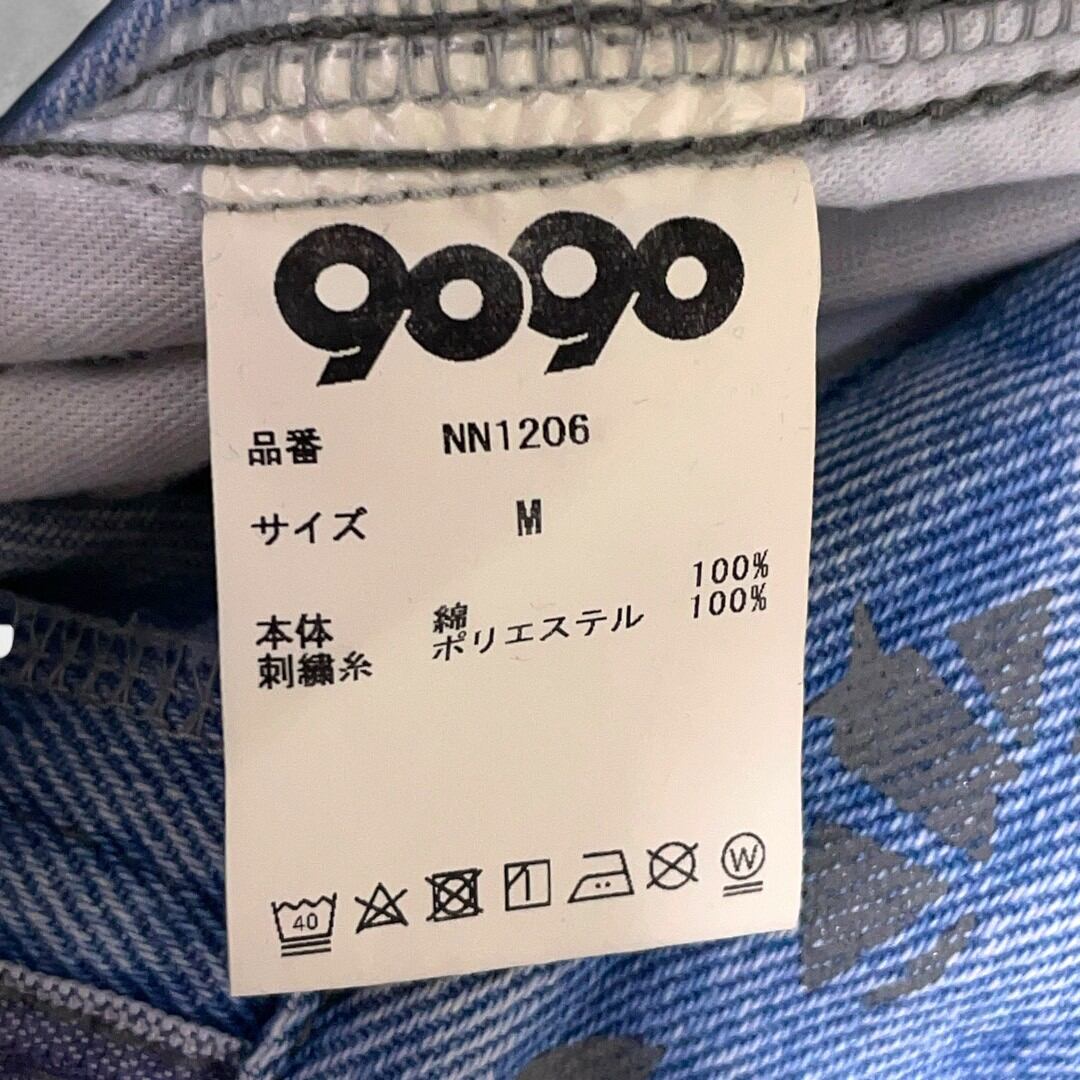 9090
品番 NN1206
サイズ M
本体 綿 100%
刺繍糸 ポリエステル 100%
40 W